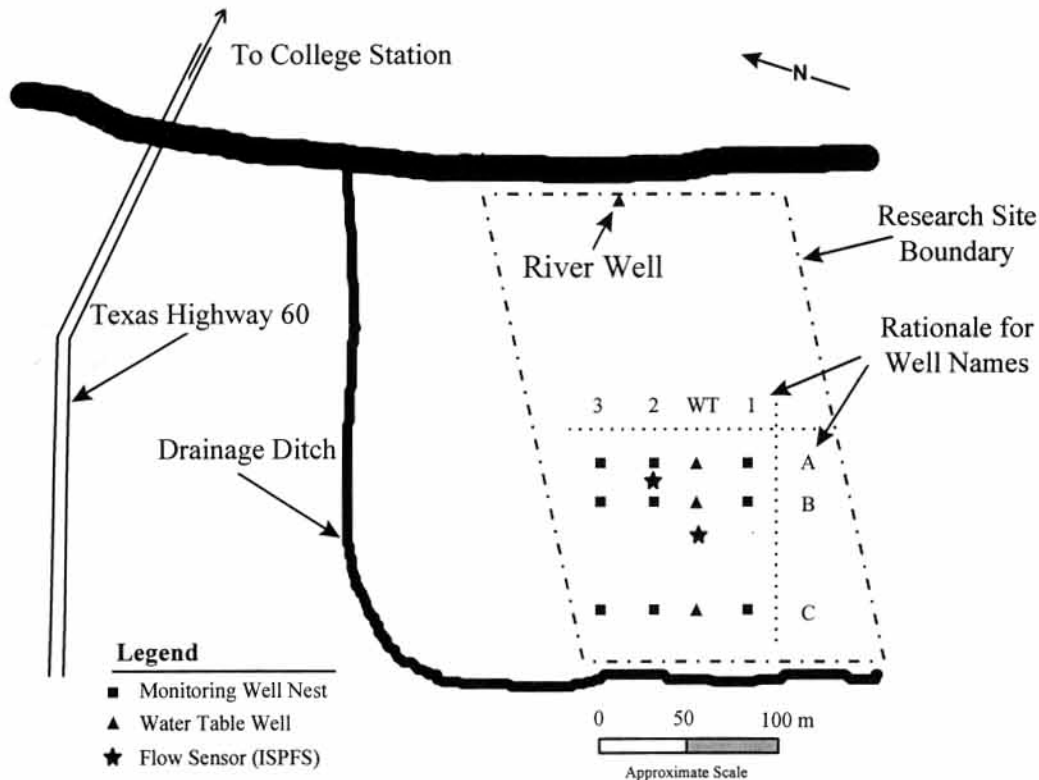 To College Station
N
Research Site
Boundary
River Well
Texas Highway 60
Rationale for
Well Names
3 2 WT 1
Drainage Ditch
A
B
C
Legend
Monitoring Well Nest
Water Table Well
Flow Sensor (ISPFS)
0 50 100 m
Approximate Scale